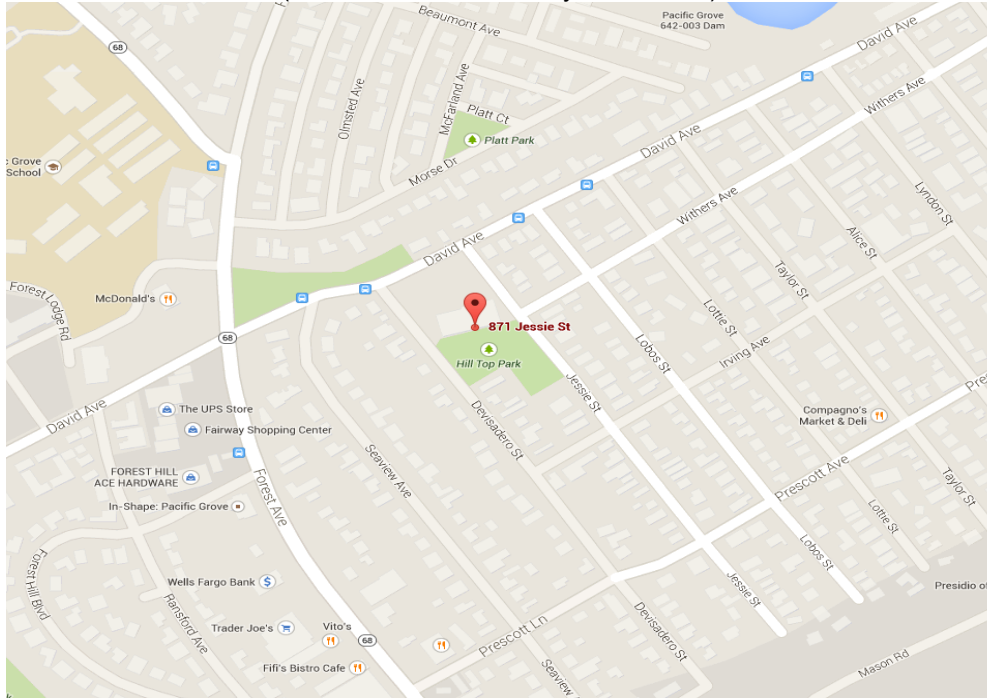 Beaumont Ave
Pacific Grove
642-003 Dam
David Ave
68
Olmsted Ave
McFarland Ave
Platt Ct
Withers Ave
Platt Park
David Ave
c Grove
School
Morse Dr
Lyndon St
Withers Ave
Alice St
David Ave
Taylor St
Forest Lodge Rd
McDonald's
Lottie St
871 Jessie St
68
Lobos St
Irving Ave
Hill Top Park
Jessie St
Pres
David Ave
The UPS Store
Compagno's
Market & Deli
Fairway Shopping Center
Devisadero St
Seaview Ave
Prescott Ave
Taylor St
FOREST HILL
ACE HARDWARE
Forest Ave
In-Shape: Pacific Grove
Lottie St
Lobos St
Forest Hill Blvd
Wells Fargo Bank
$
Jessie St
Presidio of
Ransford Ave
Trader Joe's
Vito's
68
Devisadero St
Prescott Ln
Fifi's Bistro Cafe
Seaview
Mason Rd